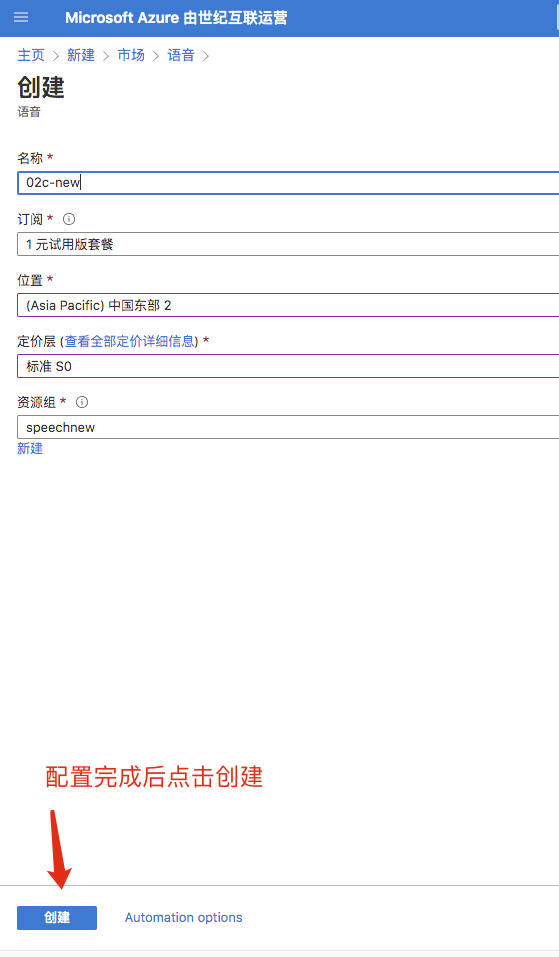 Microsoft Azure 由世纪互联运营
主页 > 新建 > 市场 > 语音 >
创建
语音
名称 *
02c-new
订阅 *
1 元试用版套餐
位置 *
(Asia Pacific) 中国东部 2
定价层 (查看全部定价详细信息) *
标准 S0
资源组 *
speechnew
新建
配置完成后点击创建
创建 Automation options